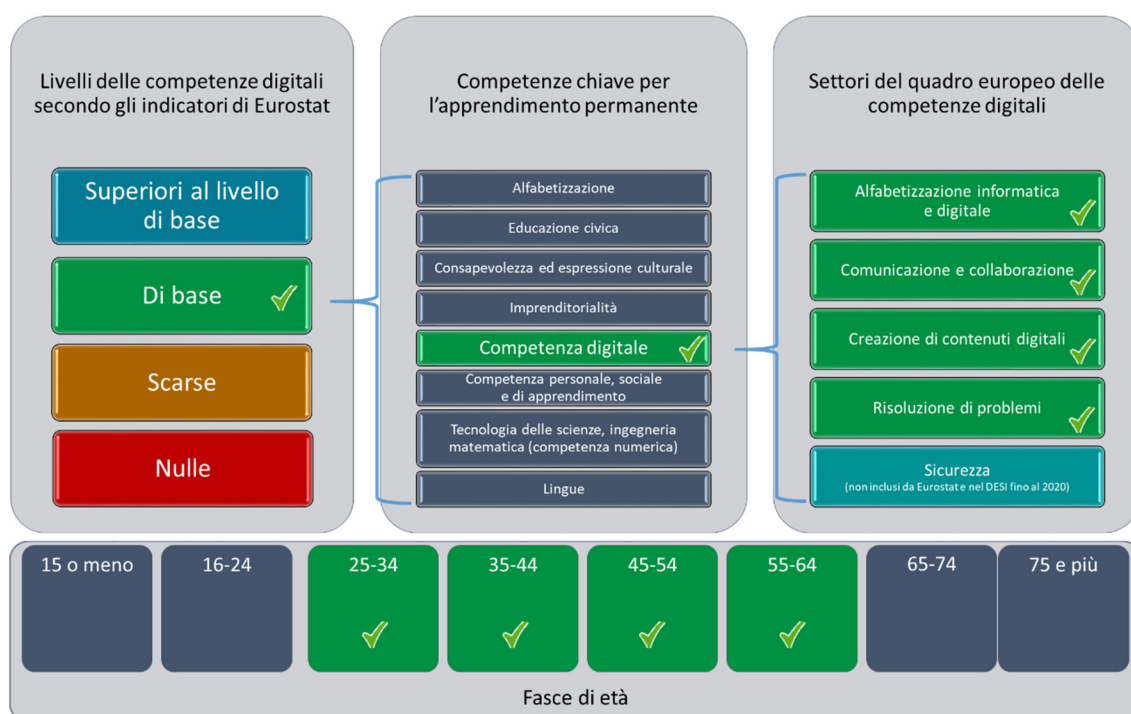 Livelli delle competenze digitali
secondo gli indicatori di Eurostat
Superiori al livello
di base
Di base
Scarse
Nulle
Competenze chiave per
l'apprendimento permanente
Alfabetizzazione
Educazione civica
Consapevolezza ed espressione culturale
Imprenditorialità
Competenza digitale
Competenza personale, sociale
e di apprendimento
Tecnologia delle scienze, ingegneria
matematica (competenza numerica)
Lingue
Settori del quadro europeo delle
competenze digitali
Alfabetizzazione informatica
e digitale
Comunicazione e collaborazione
Creazione di contenuti digitali
Risoluzione di problemi
Sicurezza
(non inclusi da Eurostat e nel DESI fino al 2020)
15 o meno
16-24
25-34
35-44
45-54
55-64
65-74
75 e più
Fasce di età